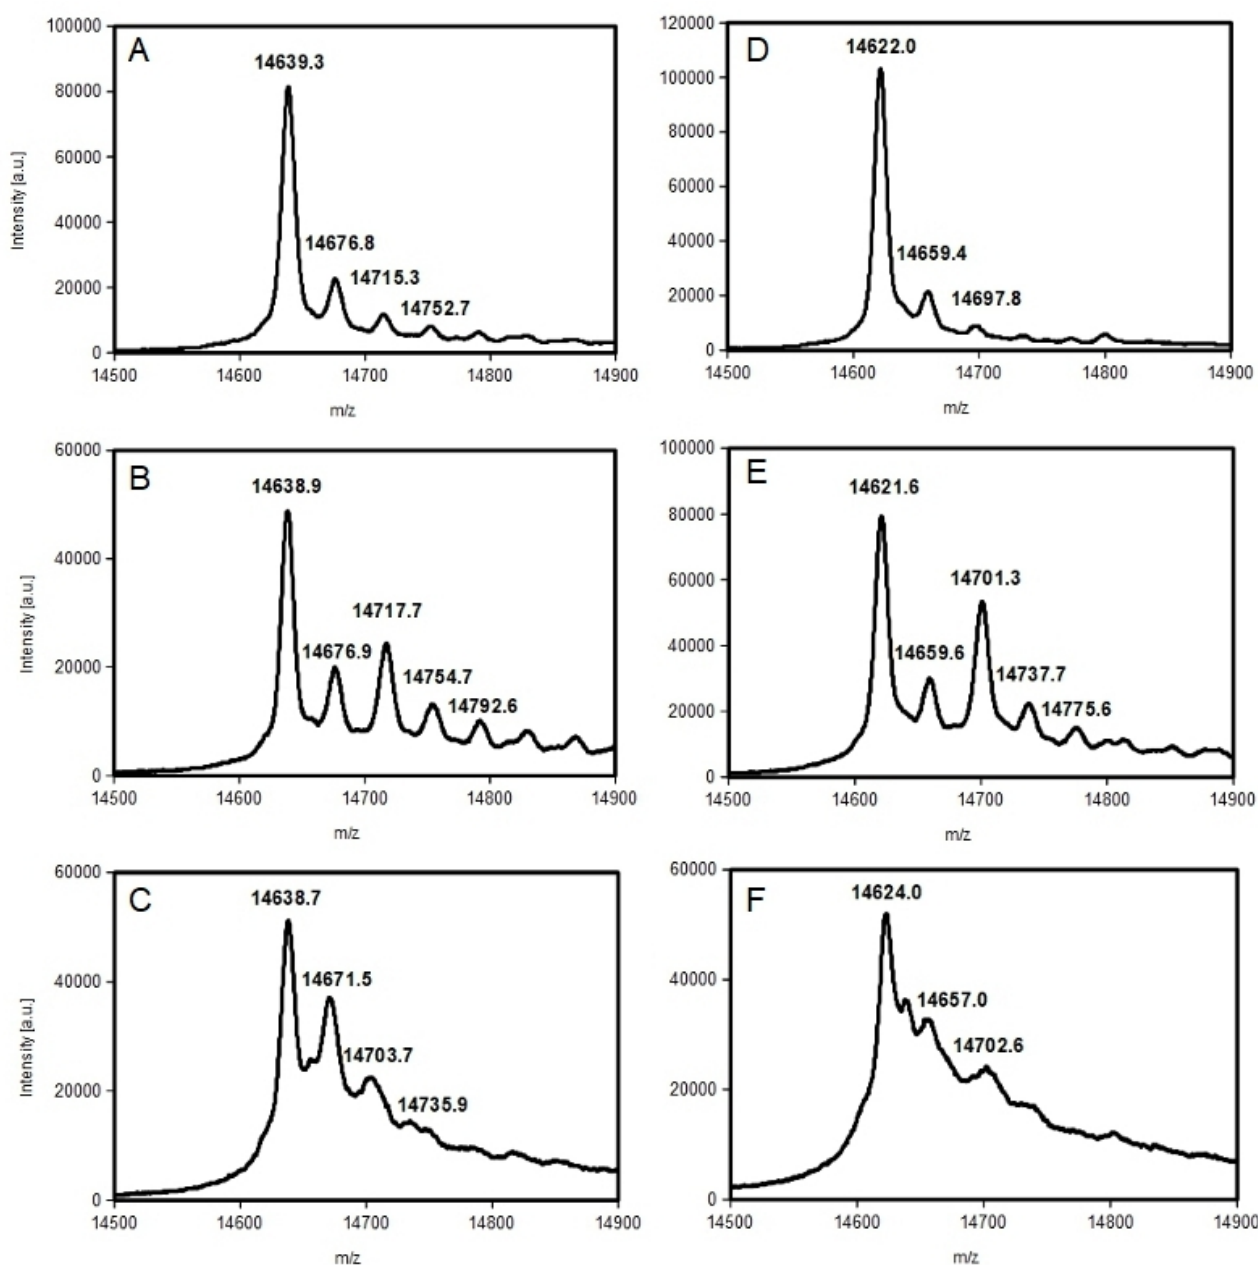 A
14639.3
14676.8
14715.3
14752.7
100000
80000
60000
40000
20000
0
Intensity [a.u.]
14500 14600 14700 14800 14900
m/z
D
14622.0
14659.4
14697.8
120000
100000
80000
60000
40000
20000
0
14500 14600 14700 14800 14900
m/z
B
14638.9
14676.9
14717.7
14754.7
14792.6
60000
40000
20000
0
Intensity [a.u.]
14500 14600 14700 14800 14900
m/z
E
14621.6
14659.6
14701.3
14737.7
14775.6
100000
80000
60000
40000
20000
0
14500 14600 14700 14800 14900
m/z
C
14638.7
14671.5
14703.7
14735.9
60000
40000
20000
0
Intensity [a.u.]
14500 14600 14700 14800 14900
m/z
F
14624.0
14657.0
14702.6
60000
40000
20000
0
14500 14600 14700 14800 14900
m/z